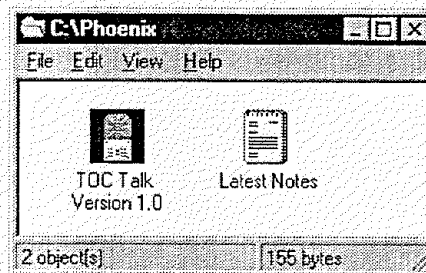 C:\Phoenix
File Edit View Help
TOC Talk
Version 1.0
Latest Notes
2 object(s)
155 bytes